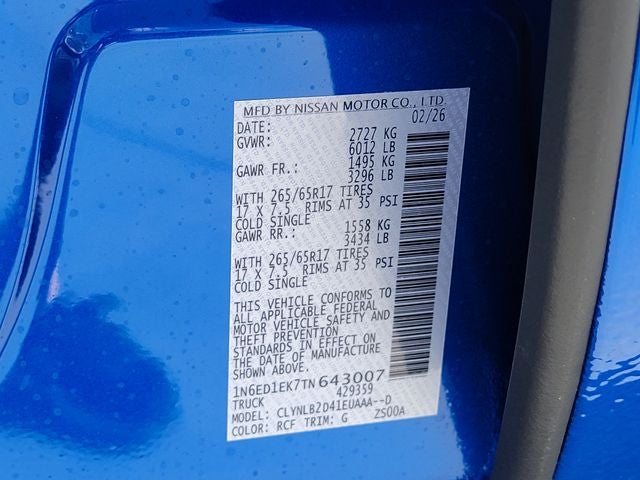 MFD BY NISSAN MOTOR CO., LTD.
DATE: 02/26
GVWR: 2727 KG
6012 LB
GAWR FR.: 1495 KG
3296 LB
WITH 265/65R17 TIRES
17 X 7.5 RIMS AT 35 PSI
COLD SINGLE
GAWR RR.: 1558 KG
3434 LB
WITH 265/65R17 TIRES
17 X 7.5 RIMS AT 35 PSI
COLD SINGLE
THIS VEHICLE CONFORMS TO
ALL APPLICABLE FEDERAL
MOTOR VEHICLE SAFETY AND
THEFT PREVENTION
STANDARDS IN EFFECT ON
THE DATE OF MANUFACTURE
SHOWN ABOVE.
1N6ED1EK7TN643007
TRUCK 429359
MODEL: CLYNLB2D41EUAAA--D
COLOR: RCF TRIM: G ZS00A